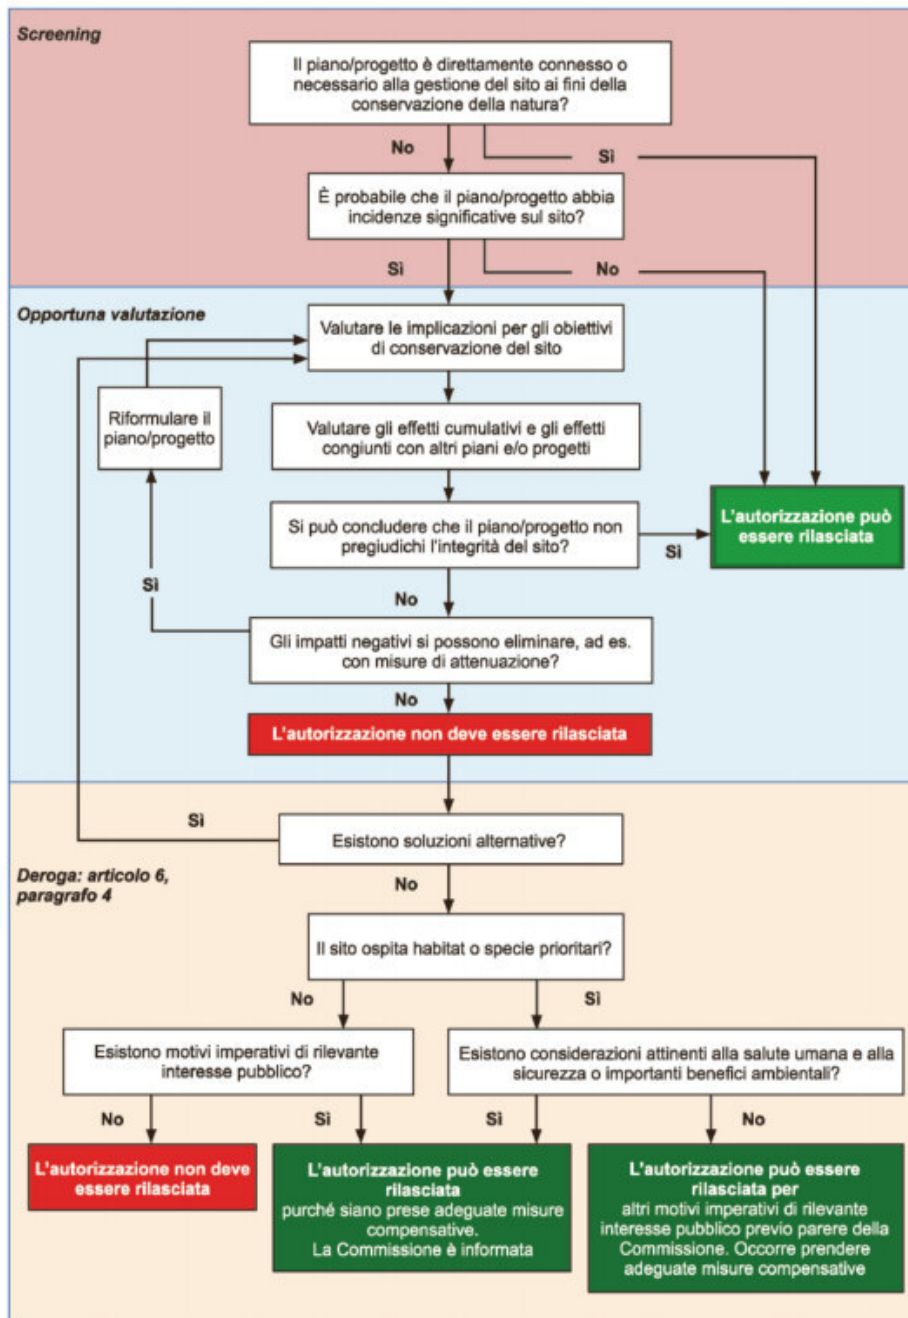 Screening
Il piano/progetto è direttamente connesso o
necessario alla gestione del sito ai fini della
conservazione della natura?
No
Sì
È probabile che il piano/progetto abbia
incidenze significative sul sito?
Sì
No
Opportuna valutazione
Valutare le implicazioni per gli obiettivi
di conservazione del sito
Riformulare il
piano/progetto
Valutare gli effetti cumulativi e gli effetti
congiunti con altri piani e/o progetti
L'autorizzazione può
essere rilasciata
Si può concludere che il piano/progetto non
pregiudichi l'integrità del sito?
Sì
Sì
No
Gli impatti negativi si possono eliminare, ad es.
con misure di attenuazione?
No
L'autorizzazione non deve essere rilasciata
Sì
Esistono soluzioni alternative?
Deroga: articolo 6,
paragrafo 4
No
Il sito ospita habitat o specie prioritari?
No
Sì
Esistono motivi imperativi di rilevante
interesse pubblico?
Esistono considerazioni attinenti alla salute umana e alla
sicurezza o importanti benefici ambientali?
No
Sì
Sì
No
L'autorizzazione non deve
essere rilasciata
L'autorizzazione può essere
rilasciata
purché siano prese adeguate misure
compensative.
La Commissione è informata
L'autorizzazione può essere
rilasciata per
altri motivi imperativi di rilevante
interesse pubblico previo parere della
Commissione. Occorre prendere
adeguate misure compensative